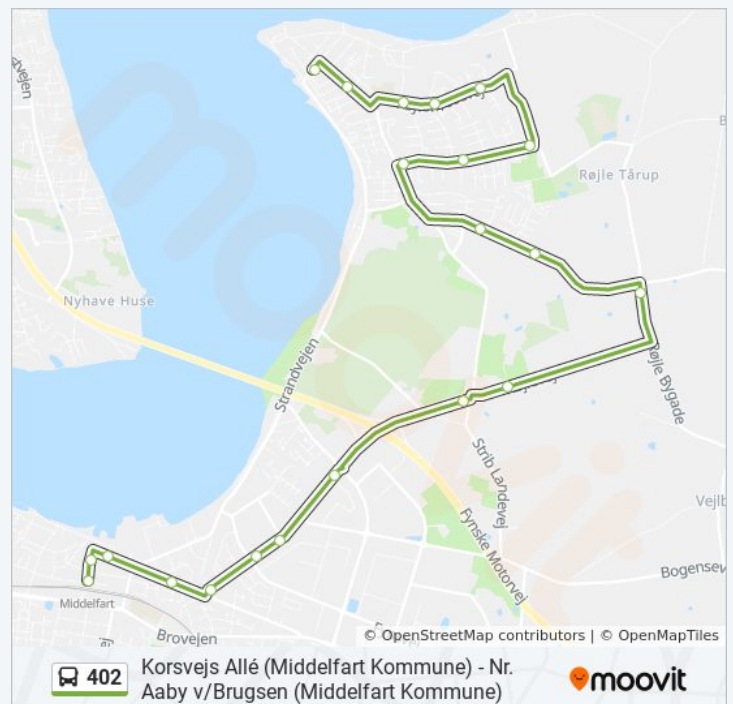 Røjle Tårup
Nyhave Huse
Strandvejen
Røjle Bygade
Strib Landevej
Fynske Motorvej
Bogensev
Middelfart
Brovejen
© OpenStreetMap contributors | © OpenMapTiles
402
Korsvejs Allé (Middelfart Kommune) - Nr.
Aaby v/Brugsen (Middelfart Kommune)
moovit